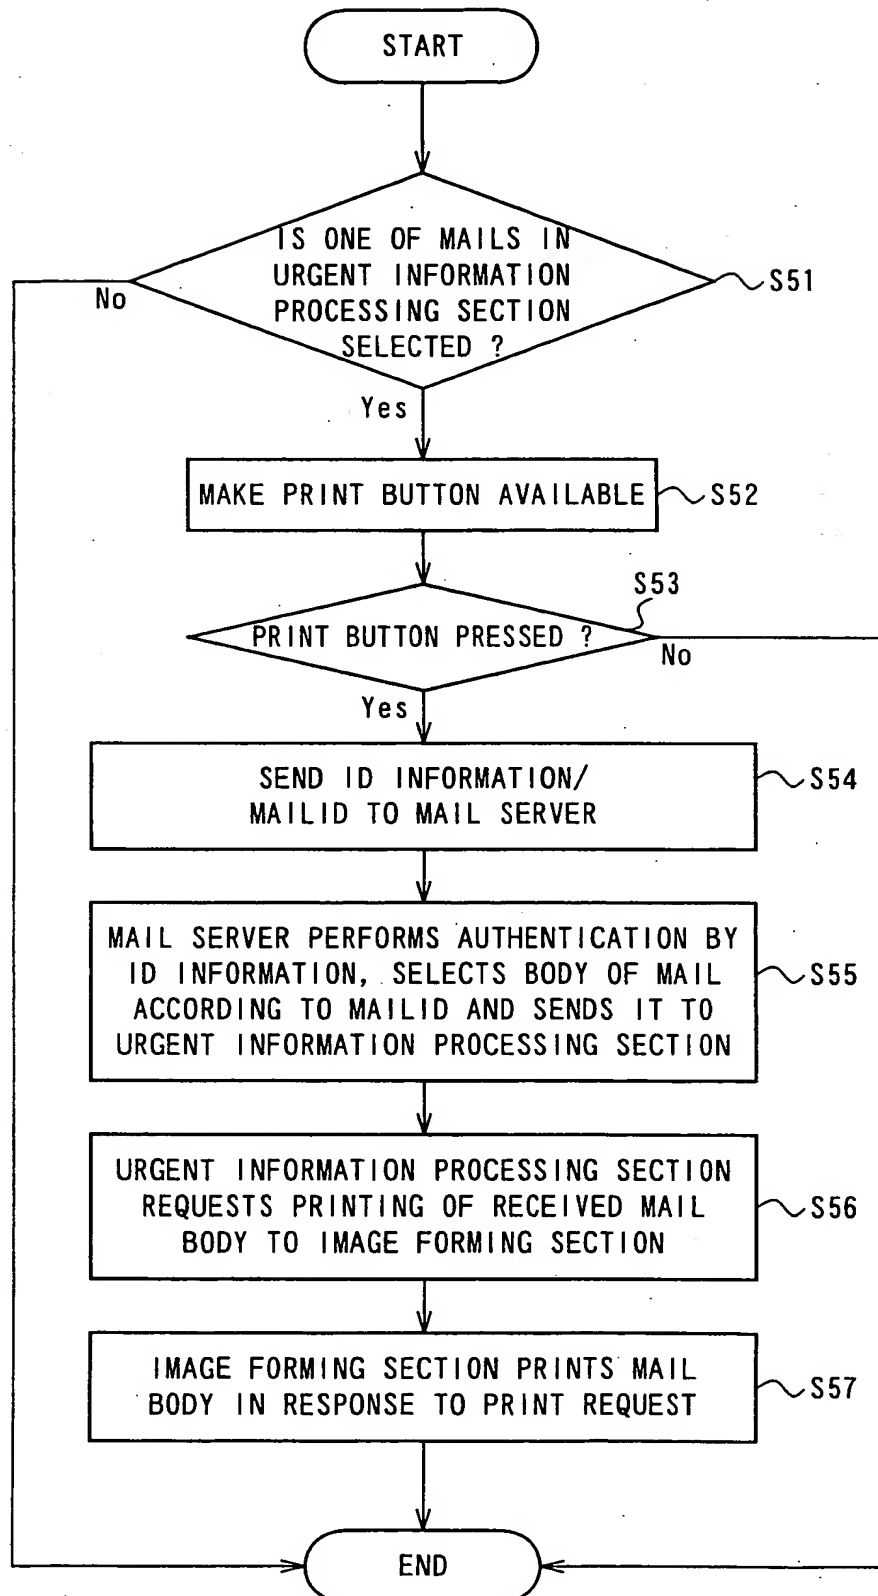 START
IS ONE OF MAILS IN
URGENT INFORMATION
PROCESSING SECTION
SELECTED ?
S51
No
Yes
MAKE PRINT BUTTON AVAILABLE
S52
S53
PRINT BUTTON PRESSED ?
No
Yes
SEND ID INFORMATION/
MAILID TO MAIL SERVER
S54
MAIL SERVER PERFORMS AUTHENTICATION BY
ID INFORMATION, SELECTS BODY OF MAIL
ACCORDING TO MAILID AND SENDS IT TO
URGENT INFORMATION PROCESSING SECTION
S55
URGENT INFORMATION PROCESSING SECTION
REQUESTS PRINTING OF RECEIVED MAIL
BODY TO IMAGE FORMING SECTION
S56
IMAGE FORMING SECTION PRINTS MAIL
BODY IN RESPONSE TO PRINT REQUEST
S57
END